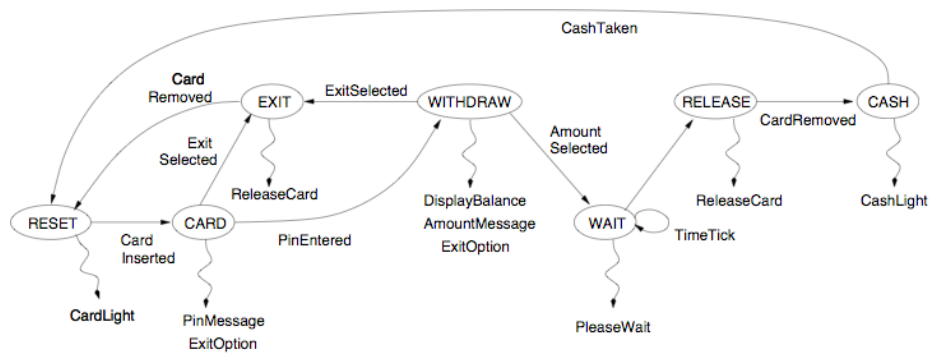 CashTaken
Card
Removed
EXIT
ExitSelected
WITHDRAW
RELEASE
CASH
CardRemoved
Exit
Selected
Amount
Selected
ReleaseCard
DisplayBalance
AmountMessage
ExitOption
ReleaseCard
CashLight
RESET
CARD
WAIT
Card
Inserted
PinEntered
TimeTick
CardLight
PinMessage
ExitOption
PleaseWait